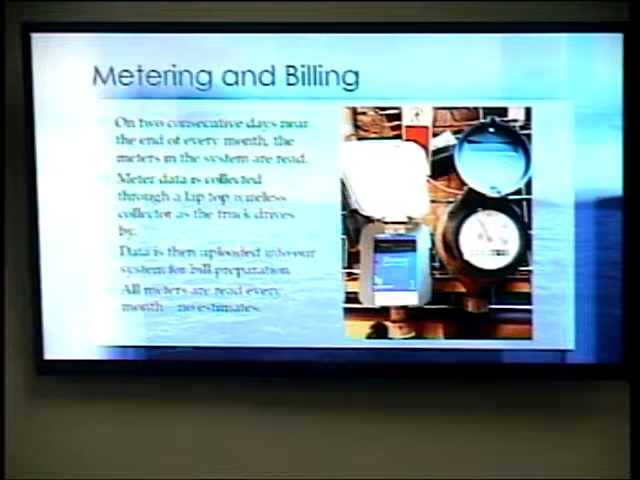 Metering and Billing
On two consecutive days near
the end of every month, the
meters in the system are read.
Meter data is collected
through a lap top wireless
collector as the truck drives
by.
Data is then uploaded into our
system for bill preparation
All meters are read every
month – no estimates.